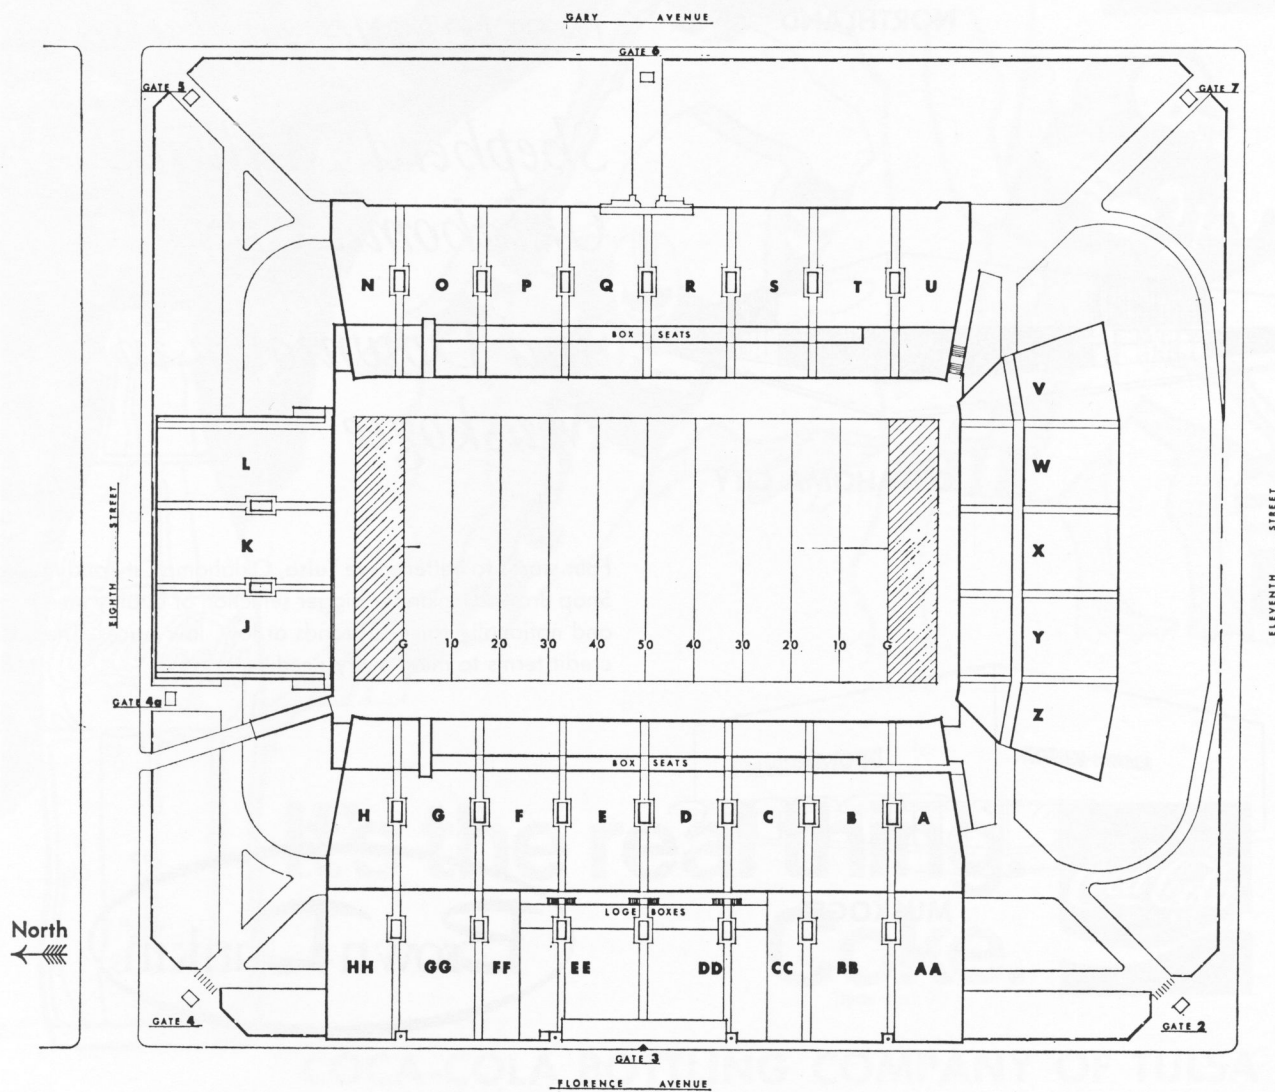 GARY AVENUE
GATE 6
GATE 5
GATE 7
N O P Q R S T U
BOX SEATS
V
L
W
EIGHTH STREET
ELEVENTH STREET
K
X
J
Y
G 10 20 30 40 50 40 30 20 10 G
GATE 4a
Z
BOX SEATS
H G F E D C B A
LOGE BOXES
North
HH GG FF EE DD CC BB AA
GATE 4
GATE 2
GATE 3
FLORENCE AVENUE